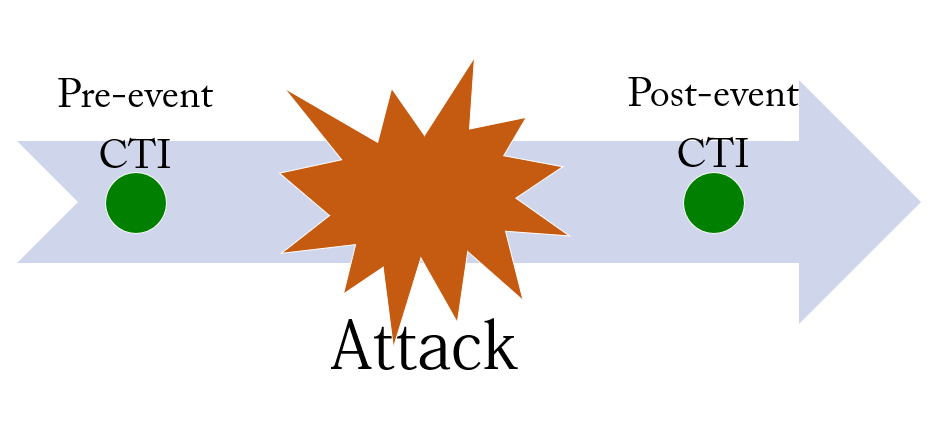 Pre-event
CTI
Attack
Post-event
CTI